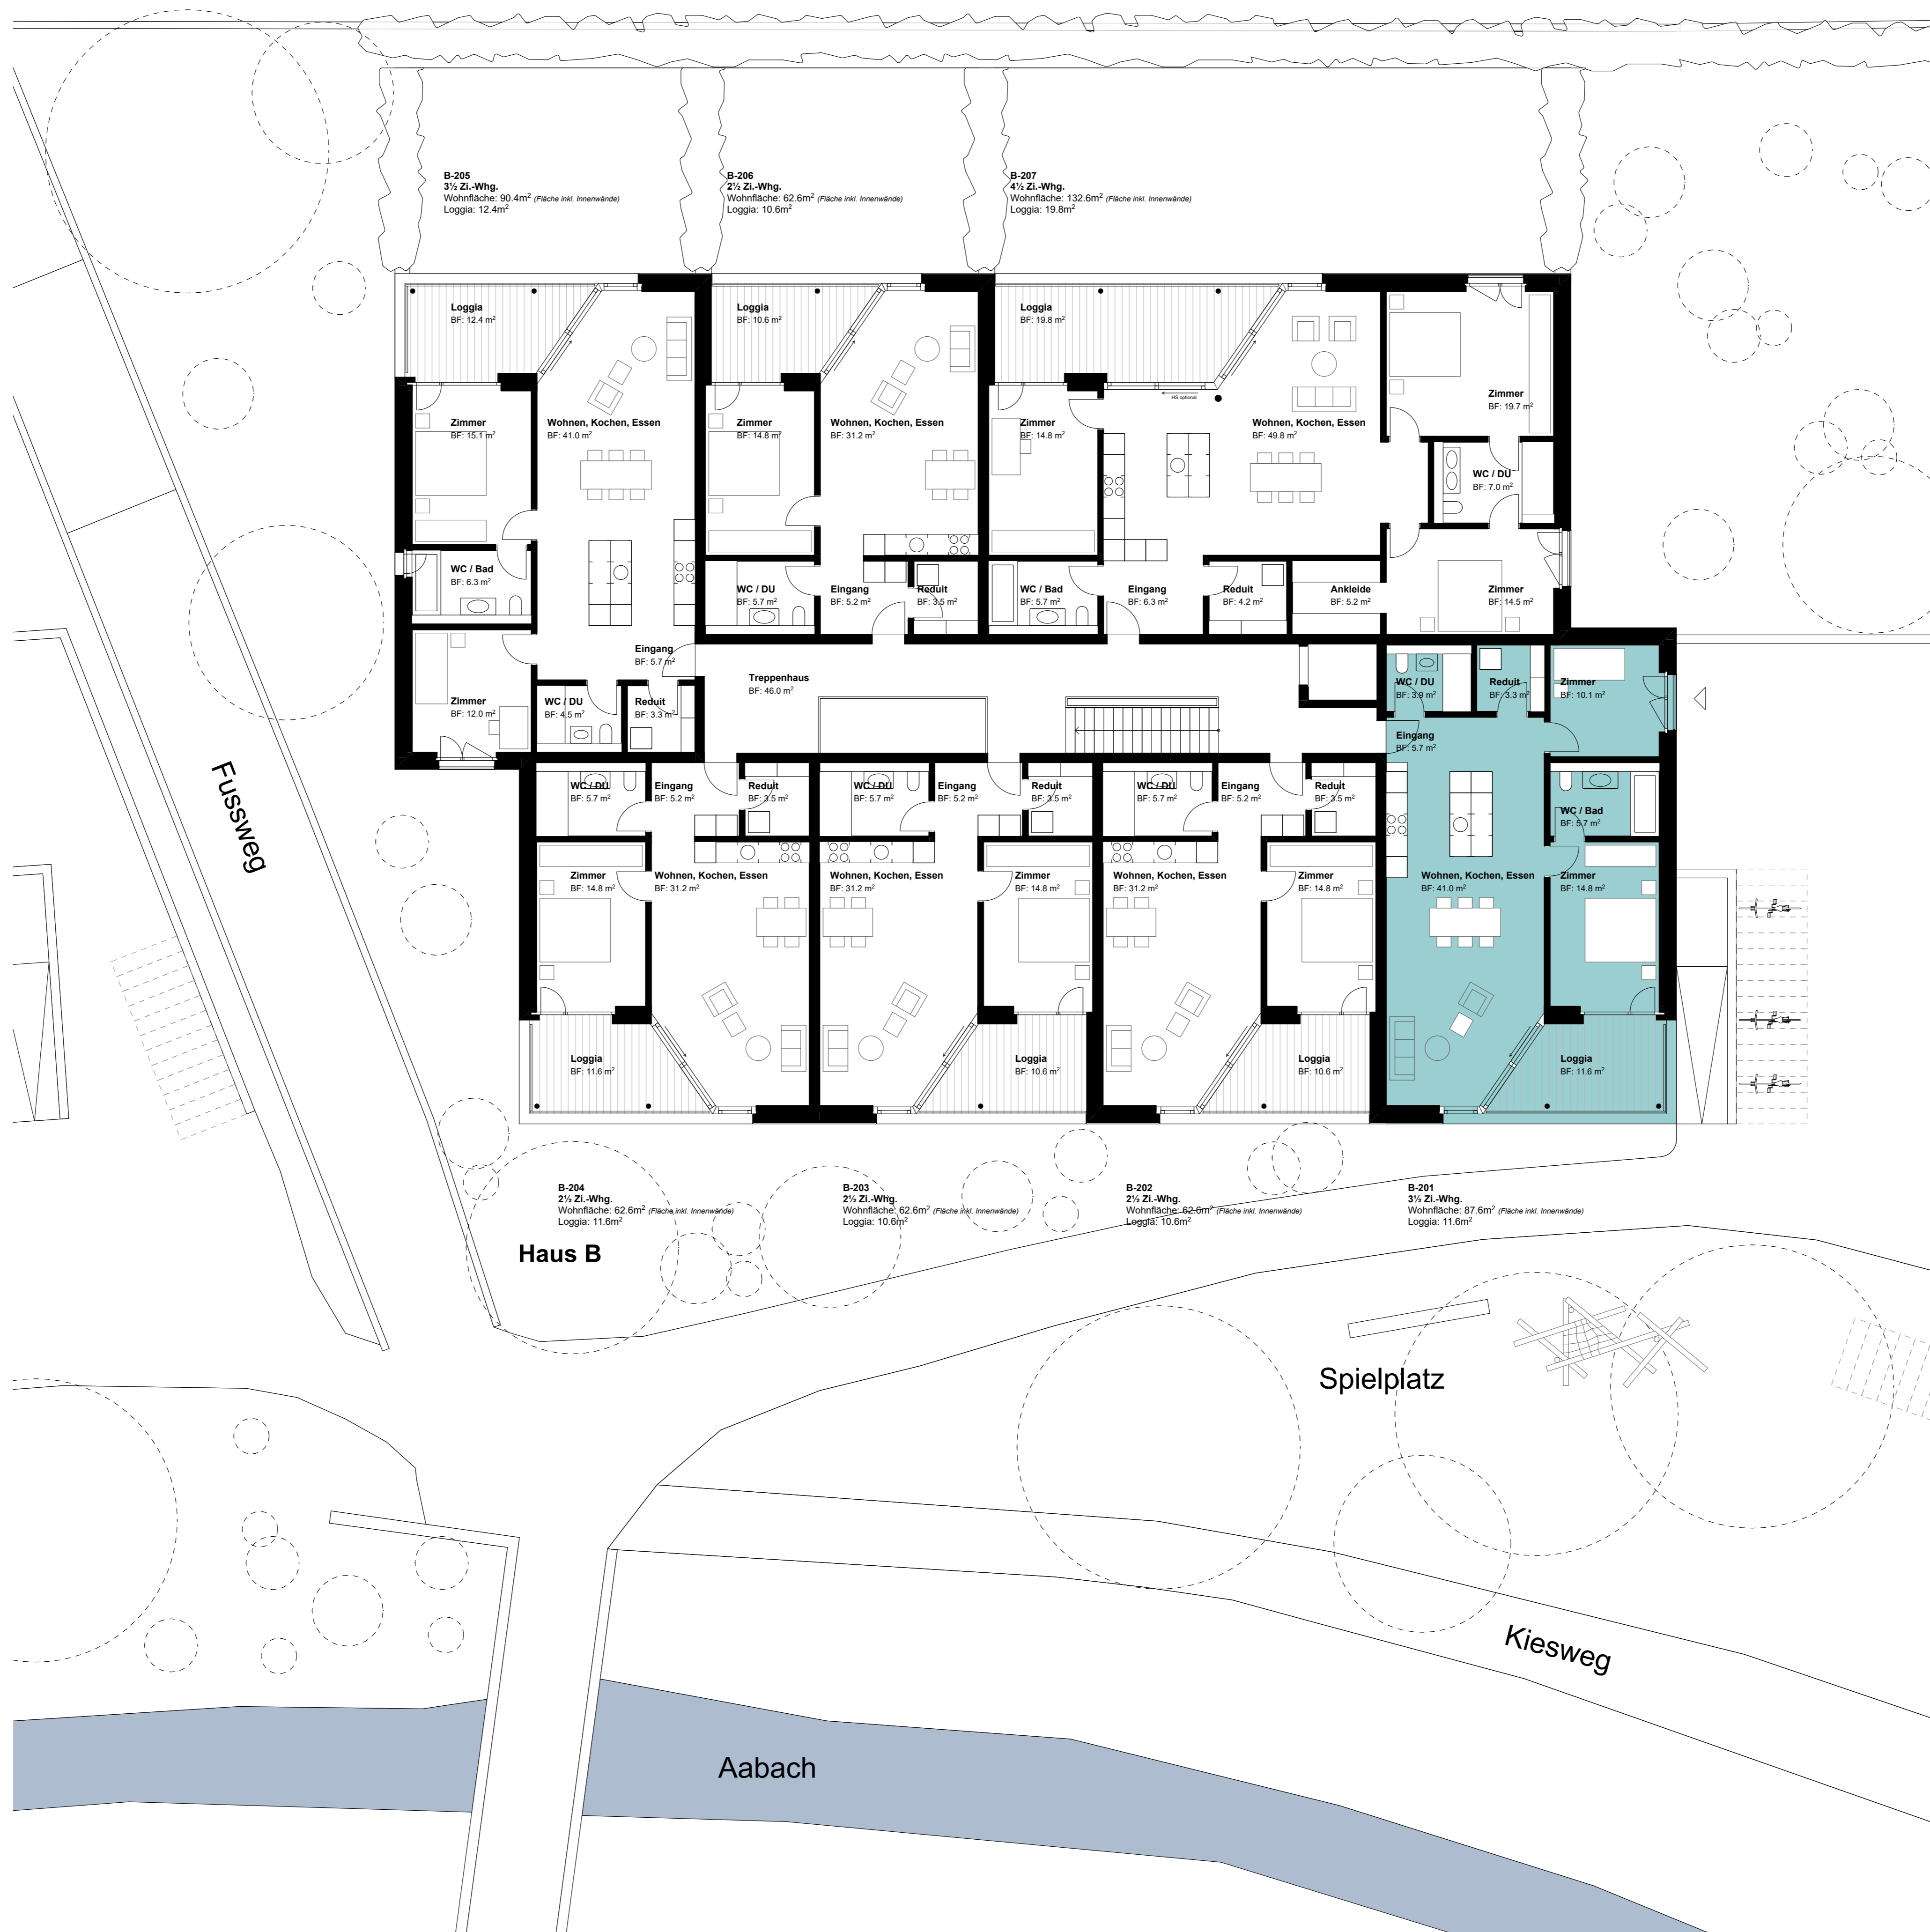 B-205
3½ Zi.-Whg.
Wohnfläche: 90.4m² (Fläche inkl. Innenwände)
Loggia: 12.4m²
B-206
2½ Zi.-Whg.
Wohnfläche: 62.6m² (Fläche inkl. Innenwände)
Loggia: 10.6m²
B-207
4½ Zi.-Whg.
Wohnfläche: 132.6m² (Fläche inkl. Innenwände)
Loggia: 19.8m²
Loggia
BF: 12.4 m²
Loggia
BF: 10.6 m²
Loggia
BF: 19.8 m²
HS optional
Zimmer
BF: 19.7 m²
Zimmer
BF: 15.1 m²
Wohnen, Kochen, Essen
BF: 41.0 m²
Zimmer
BF: 14.8 m²
Wohnen, Kochen, Essen
BF: 31.2 m²
Zimmer
BF: 14.8 m²
Wohnen, Kochen, Essen
BF: 49.8 m²
WC / DU
BF: 7.0 m²
WC / Bad
BF: 6.3 m²
WC / DU
BF: 5.7 m²
Eingang
BF: 5.2 m²
Reduit
BF: 3.5 m²
WC / Bad
BF: 5.7 m²
Eingang
BF: 6.3 m²
Reduit
BF: 4.2 m²
Ankleide
BF: 5.2 m²
Zimmer
BF: 14.5 m²
Eingang
BF: 5.7 m²
Treppenhaus
BF: 46.0 m²
Zimmer
BF: 12.0 m²
WC / DU
BF: 4.5 m²
Reduit
BF: 3.3 m²
WC / DU
BF: 3.9 m²
Reduit
BF: 3.3 m²
Zimmer
BF: 10.1 m²
Eingang
BF: 5.7 m²
WC / DU
BF: 5.7 m²
Eingang
BF: 5.2 m²
Reduit
BF: 3.5 m²
WC / DU
BF: 5.7 m²
Eingang
BF: 5.2 m²
Reduit
BF: 3.5 m²
WC / DU
BF: 5.7 m²
Eingang
BF: 5.2 m²
Reduit
BF: 3.5 m²
WC / Bad
BF: 5.7 m²
Zimmer
BF: 14.8 m²
Wohnen, Kochen, Essen
BF: 31.2 m²
Wohnen, Kochen, Essen
BF: 31.2 m²
Zimmer
BF: 14.8 m²
Wohnen, Kochen, Essen
BF: 31.2 m²
Zimmer
BF: 14.8 m²
Wohnen, Kochen, Essen
BF: 41.0 m²
Zimmer
BF: 14.8 m²
Loggia
BF: 11.6 m²
Loggia
BF: 10.6 m²
Loggia
BF: 10.6 m²
Loggia
BF: 11.6 m²
Fussweg
B-204
2½ Zi.-Whg.
Wohnfläche: 62.6m² (Fläche inkl. Innenwände)
Loggia: 11.6m²
B-203
2½ Zi.-Whg.
Wohnfläche: 62.6m² (Fläche inkl. Innenwände)
Loggia: 10.6m²
B-202
2½ Zi.-Whg.
Wohnfläche: 62.6m² (Fläche inkl. Innenwände)
Loggia: 10.6m²
B-201
3½ Zi.-Whg.
Wohnfläche: 87.6m² (Fläche inkl. Innenwände)
Loggia: 11.6m²
Haus B
Spielplatz
Kiesweg
Aabach